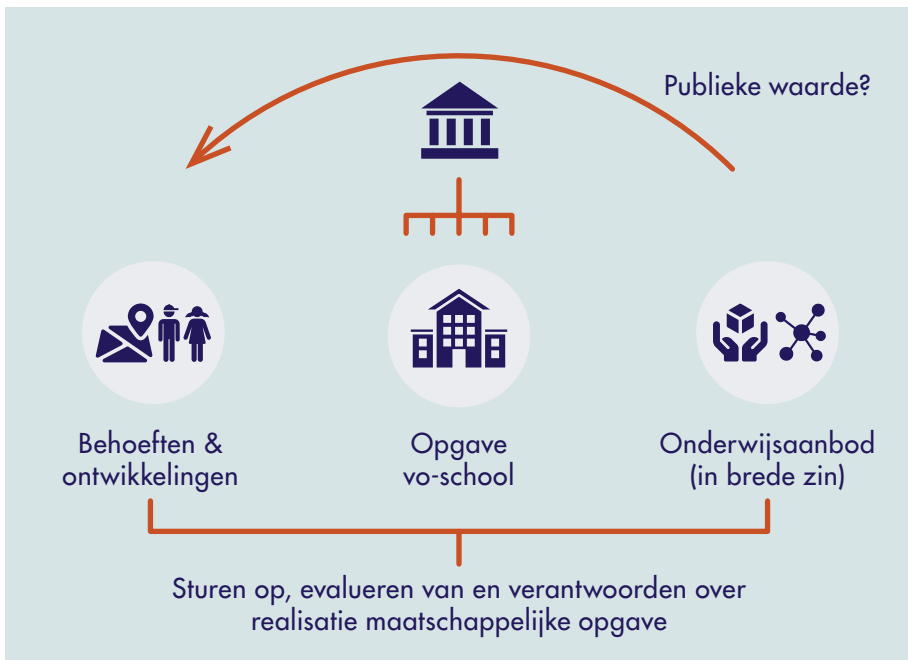 Publieke waarde?
Behoeften &
ontwikkelingen
Opgave
vo-school
Onderwijsaanbod
(in brede zin)
Sturen op, evalueren van en verantwoorden over
realisatie maatschappelijke opgave